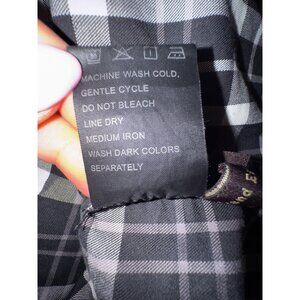 MACHINE WASH COLD,
GENTLE CYCLE
DO NOT BLEACH
LINE DRY
MEDIUM IRON
WASH DARK COLORS
SEPARATELY